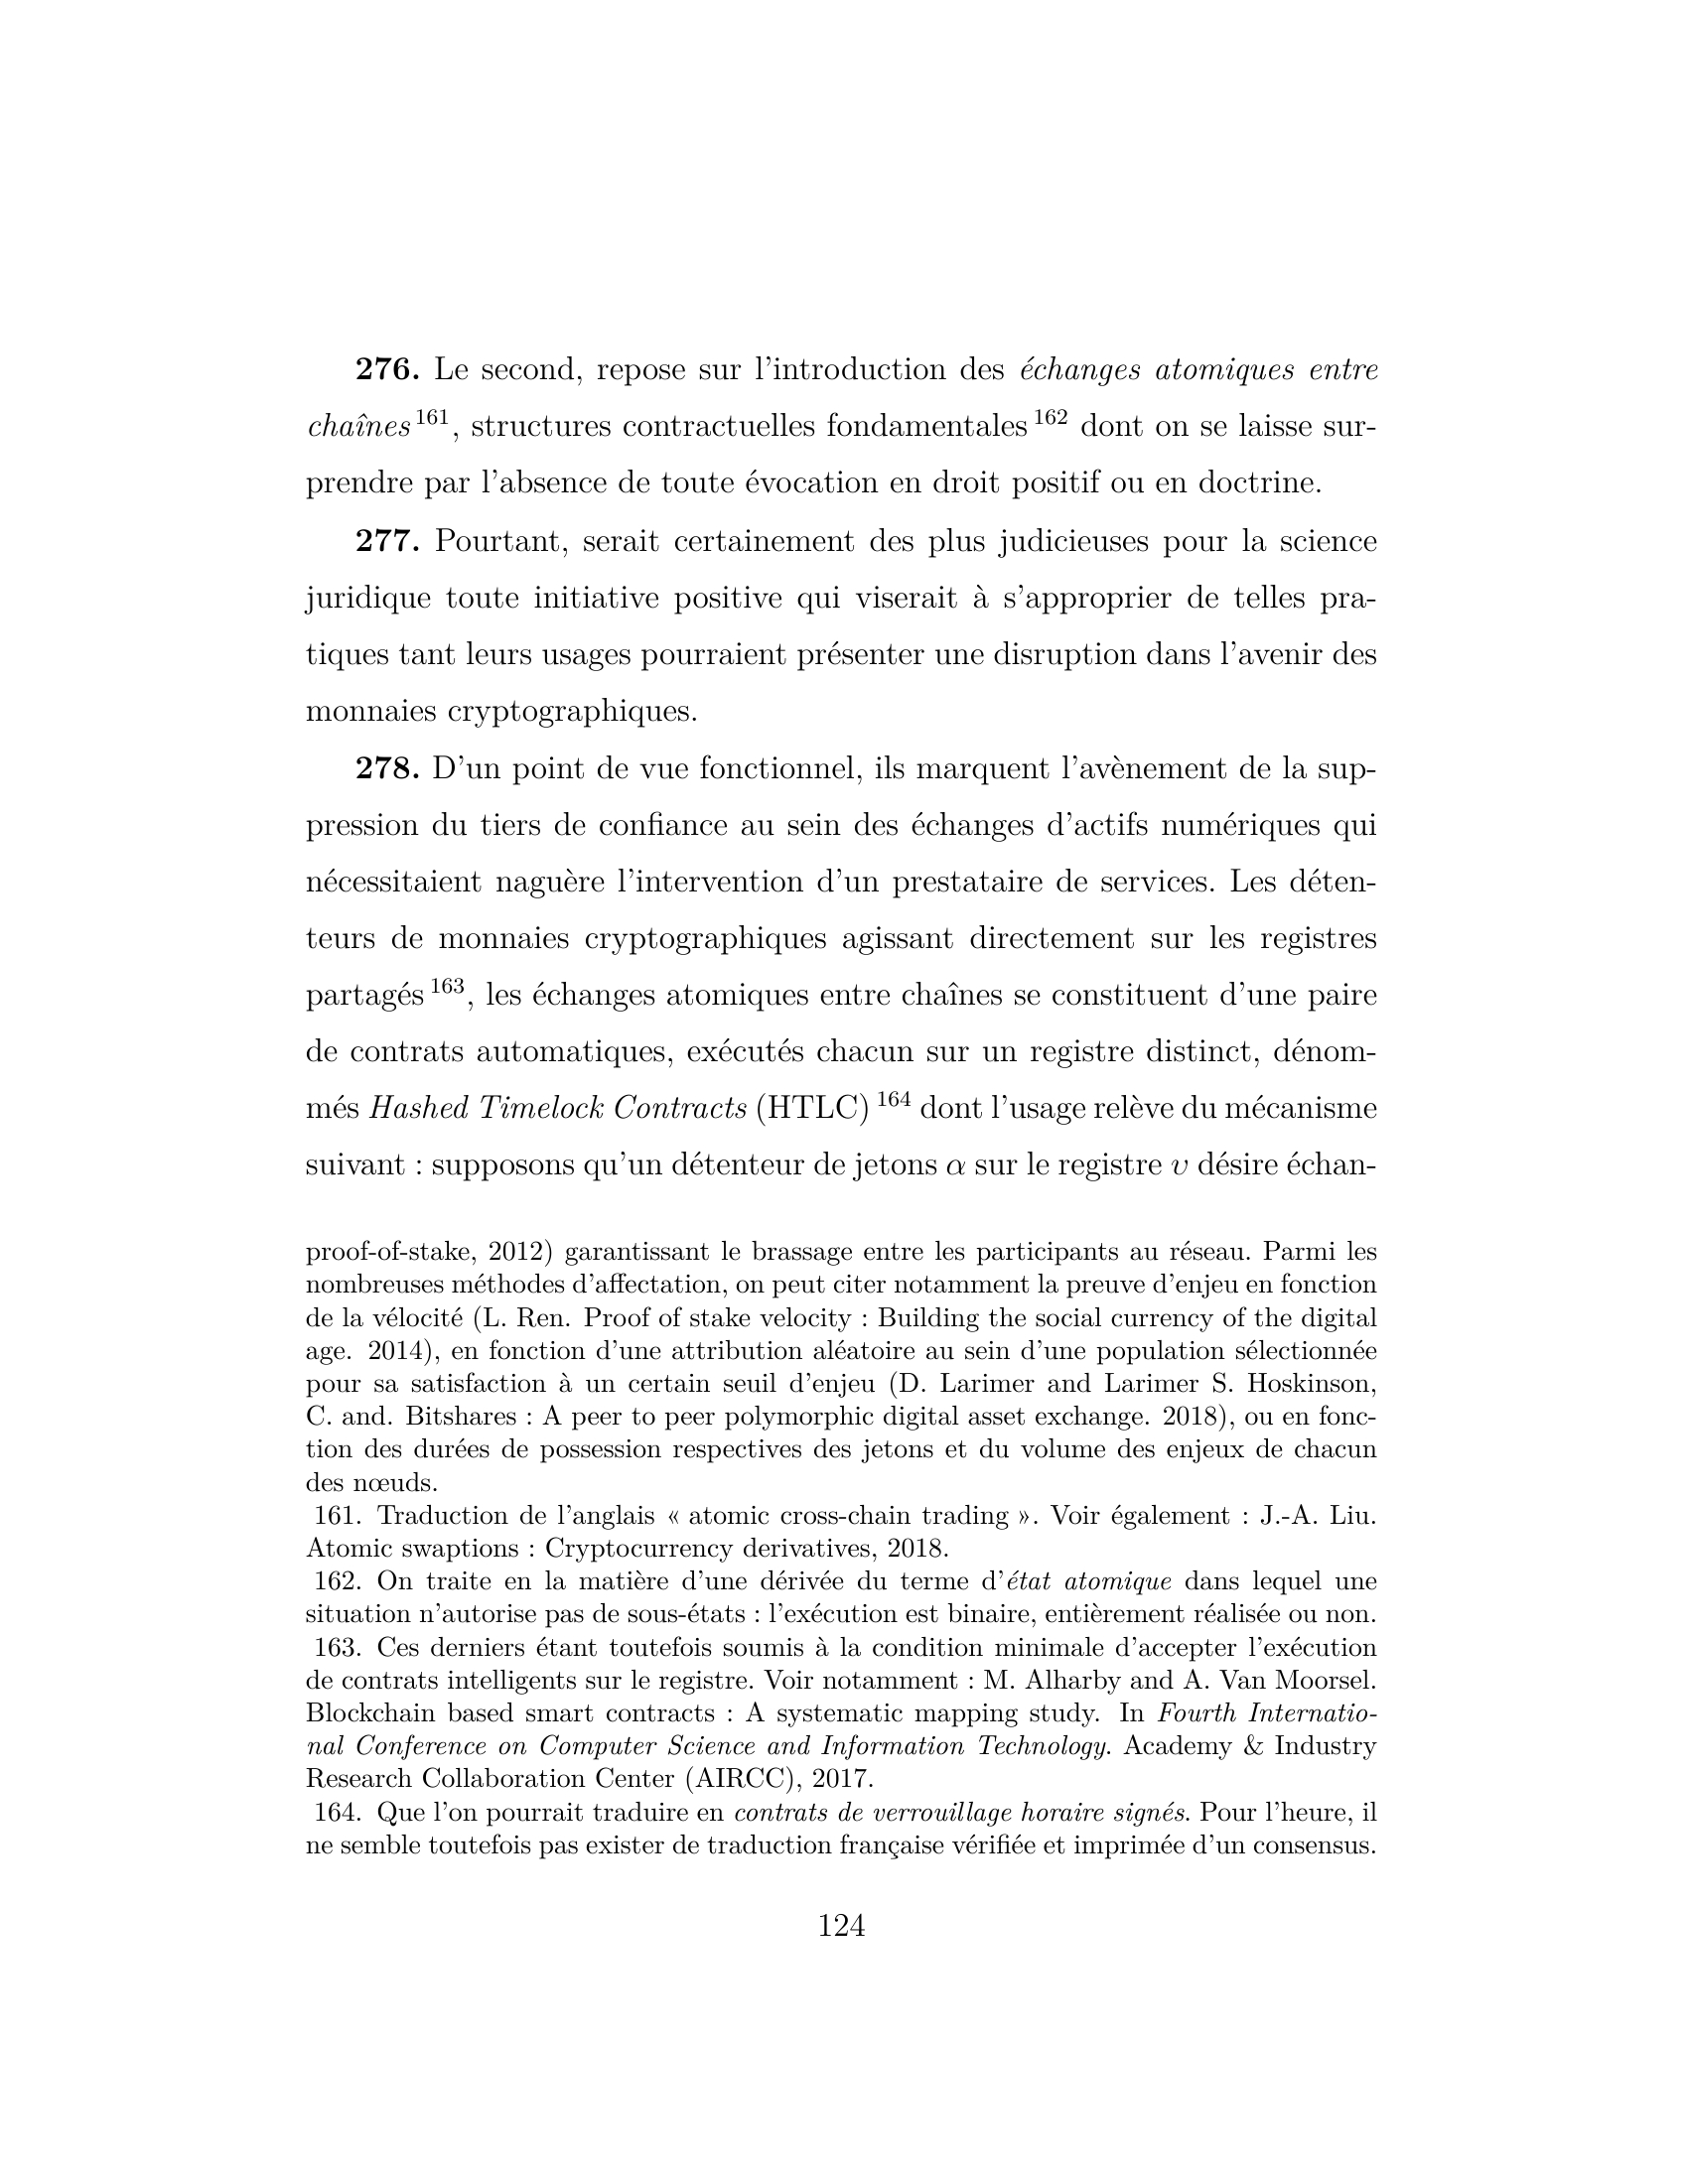 276. Le second, repose sur l'introduction des échanges atomiques entre
chaînes 161, structures contractuelles fondamentales 162 dont on se laisse sur-
prendre par l'absence de toute évocation en droit positif ou en doctrine.
277. Pourtant, serait certainement des plus judicieuses pour la science
juridique toute initiative positive qui viserait à s'approprier de telles pra-
tiques tant leurs usages pourraient présenter une disruption dans l'avenir des
monnaies cryptographiques.
278. D'un point de vue fonctionnel, ils marquent l'avènement de la sup-
pression du tiers de confiance au sein des échanges d'actifs numériques qui
nécessitaient naguère l'intervention d'un prestataire de services. Les déten-
teurs de monnaies cryptographiques agissant directement sur les registres
partagés 163, les échanges atomiques entre chaînes se constituent d'une paire
de contrats automatiques, exécutés chacun sur un registre distinct, dénom-
més Hashed Timelock Contracts (HTLC) 164 dont l'usage relève du mécanisme
suivant : supposons qu'un détenteur de jetons α sur le registre υ désire échan-
proof-of-stake, 2012) garantissant le brassage entre les participants au réseau. Parmi les
nombreuses méthodes d'affectation, on peut citer notamment la preuve d'enjeu en fonction
de la vélocité (L. Ren. Proof of stake velocity : Building the social currency of the digital
age. 2014), en fonction d'une attribution aléatoire au sein d'une population sélectionnée
pour sa satisfaction à un certain seuil d'enjeu (D. Larimer and Larimer S. Hoskinson,
C. and. Bitshares : A peer to peer polymorphic digital asset exchange. 2018), ou en fonc-
tion des durées de possession respectives des jetons et du volume des enjeux de chacun
des nœuds.
161. Traduction de l'anglais « atomic cross-chain trading ». Voir également : J.-A. Liu.
Atomic swaptions : Cryptocurrency derivatives, 2018.
162. On traite en la matière d'une dérivée du terme d'état atomique dans lequel une
situation n'autorise pas de sous-états : l'exécution est binaire, entièrement réalisée ou non.
163. Ces derniers étant toutefois soumis à la condition minimale d'accepter l'exécution
de contrats intelligents sur le registre. Voir notamment : M. Alharby and A. Van Moorsel.
Blockchain based smart contracts : A systematic mapping study. In Fourth Internatio-
nal Conference on Computer Science and Information Technology. Academy & Industry
Research Collaboration Center (AIRCC), 2017.
164. Que l'on pourrait traduire en contrats de verrouillage horaire signés. Pour l'heure, il
ne semble toutefois pas exister de traduction française vérifiée et imprimée d'un consensus.
124